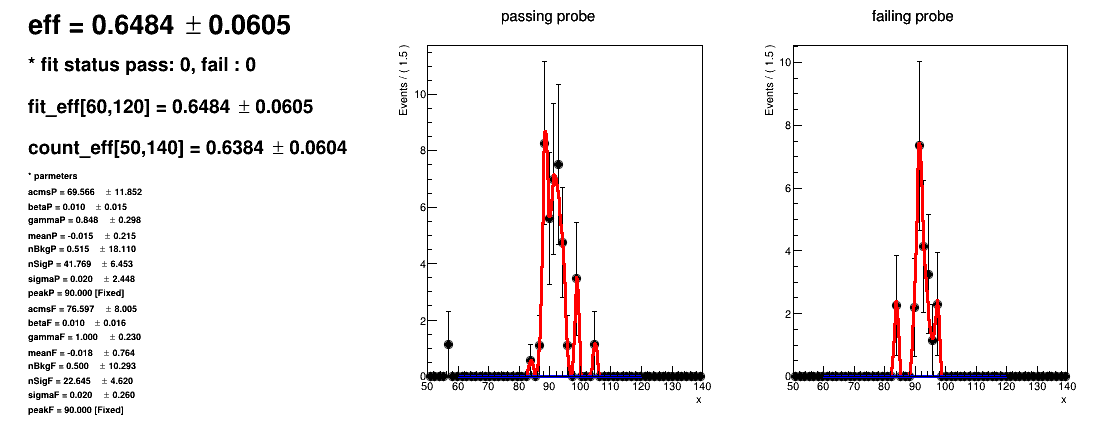 eff = 0.6484 ± 0.0605
* fit status pass: 0, fail : 0
fit_eff[60,120] = 0.6484 ± 0.0605
count_eff[50,140] = 0.6384 ± 0.0604
* parmeters
acmsP = 69.566 ± 11.852
betaP = 0.010 ± 0.015
gammaP = 0.848 ± 0.298
meanP = -0.015 ± 0.215
nBkgP = 0.515 ± 18.110
nSigP = 41.769 ± 6.453
sigmaP = 0.020 ± 2.448
peakP = 90.000 [Fixed]
acmsF = 76.597 ± 8.005
betaF = 0.010 ± 0.016
gammaF = 1.000 ± 0.230
meanF = -0.018 ± 0.764
nBkgF = 0.500 ± 10.293
nSigF = 22.645 ± 4.620
sigmaF = 0.020 ± 0.260
peakF = 90.000 [Fixed]
passing probe
Events / ( 1.5 )
10
8
6
4
2
0
50 60 70 80 90 100 110 120 130 140
x
failing probe
Events / ( 1.5 )
10
8
6
4
2
0
50 60 70 80 90 100 110 120 130 140
x